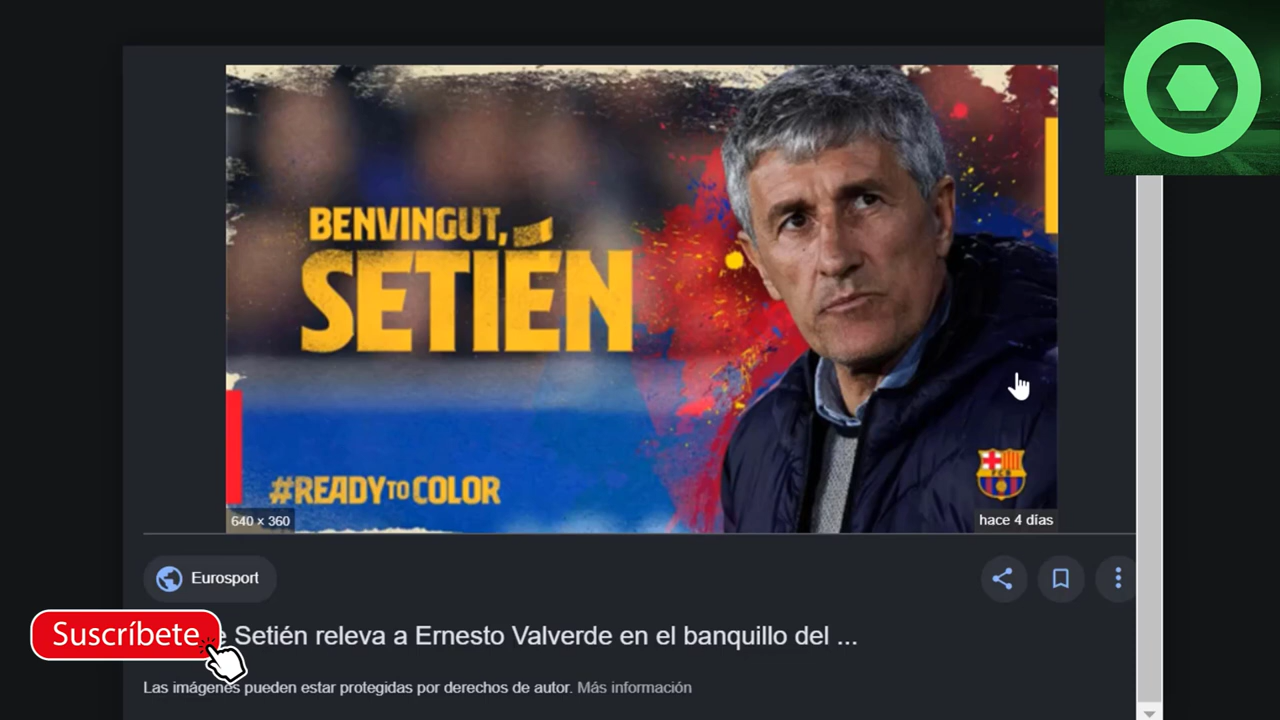 BENVINGUT,
SETIÉN
#READYTOCOLOR
640 × 360
hace 4 días
Eurosport
Suscríbete
Setién releva a Ernesto Valverde en el banquillo del ...
Las imágenes pueden estar protegidas por derechos de autor. Más información